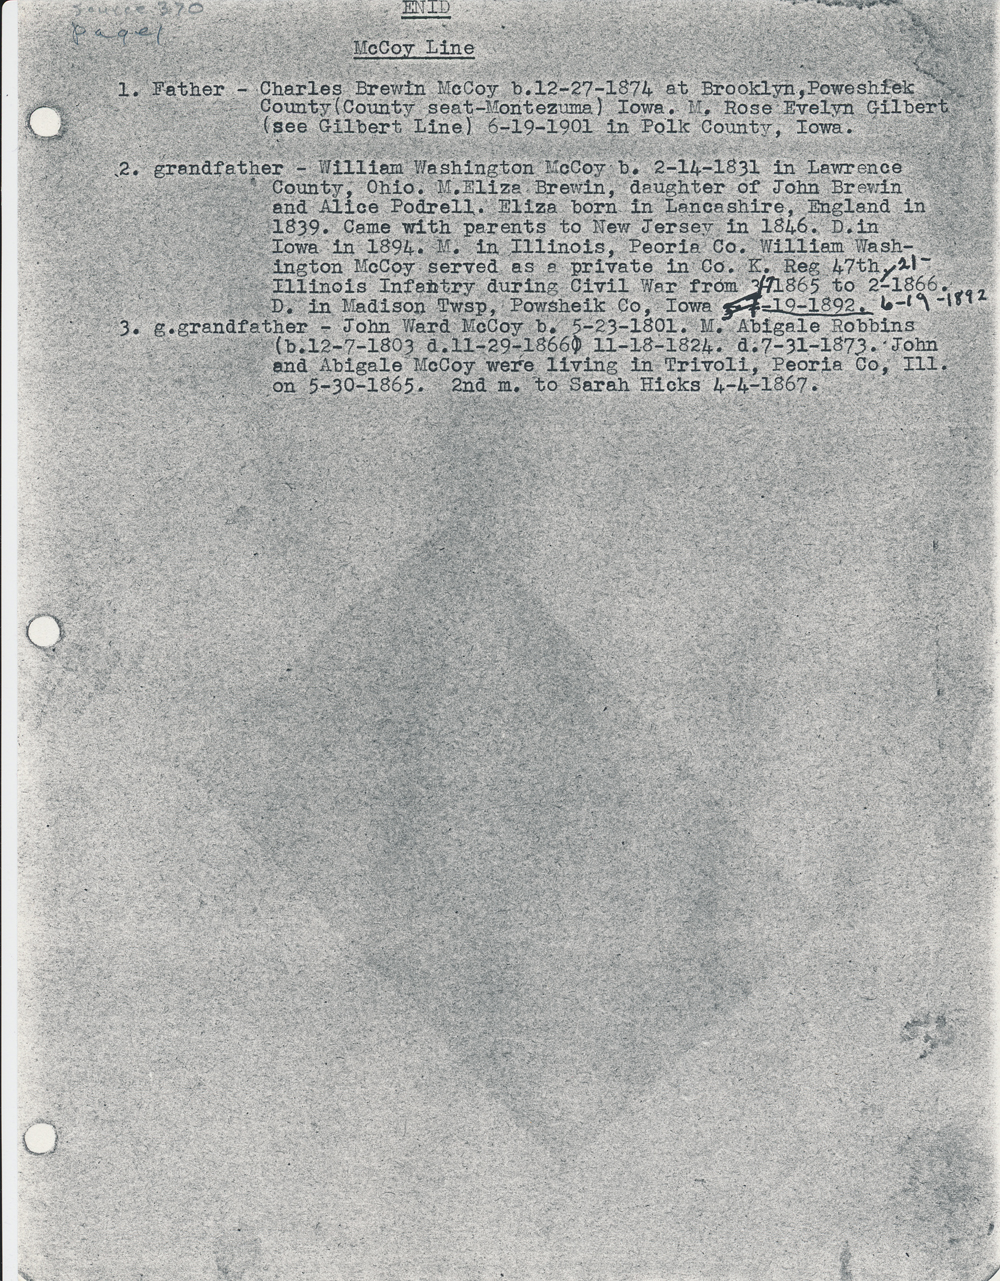 source 370
page 1
ENID
McCoy Line
1. Father - Charles Brewin McCoy b.12-27-1874 at Brooklyn,Poweshiek
County(County seat-Montezuma) Iowa. M. Rose Evelyn Gilbert
(see Gilbert Line) 6-19-1901 in Polk County, Iowa.
2. grandfather - William Washington McCoy b. 2-14-1831 in Lawrence
County, Ohio. M.Eliza Brewin, daughter of John Brewin
and Alice Podrell. Eliza born in Lancashire, England in
1839. Came with parents to New Jersey in 1846. D.in
Iowa in 1894. M. in Illinois, Peoria Co. William Wash-
ington McCoy served as a private in Co. K. Reg 47th 21-
Illinois Infantry during Civil War from 1865 to 2-1866.
D. in Madison Twsp, Powsheik Co, Iowa -19-1892. 6-19-1892
3. g.grandfather - John Ward McCoy b. 5-23-1801. M. Abigale Robbins
(b.12-7-1803 d.11-29-1866) 11-18-1824. d.7-31-1873. John
and Abigale McCoy were living in Trivoli, Peoria Co, Ill.
on 5-30-1865. 2nd m. to Sarah Hicks 4-4-1867.